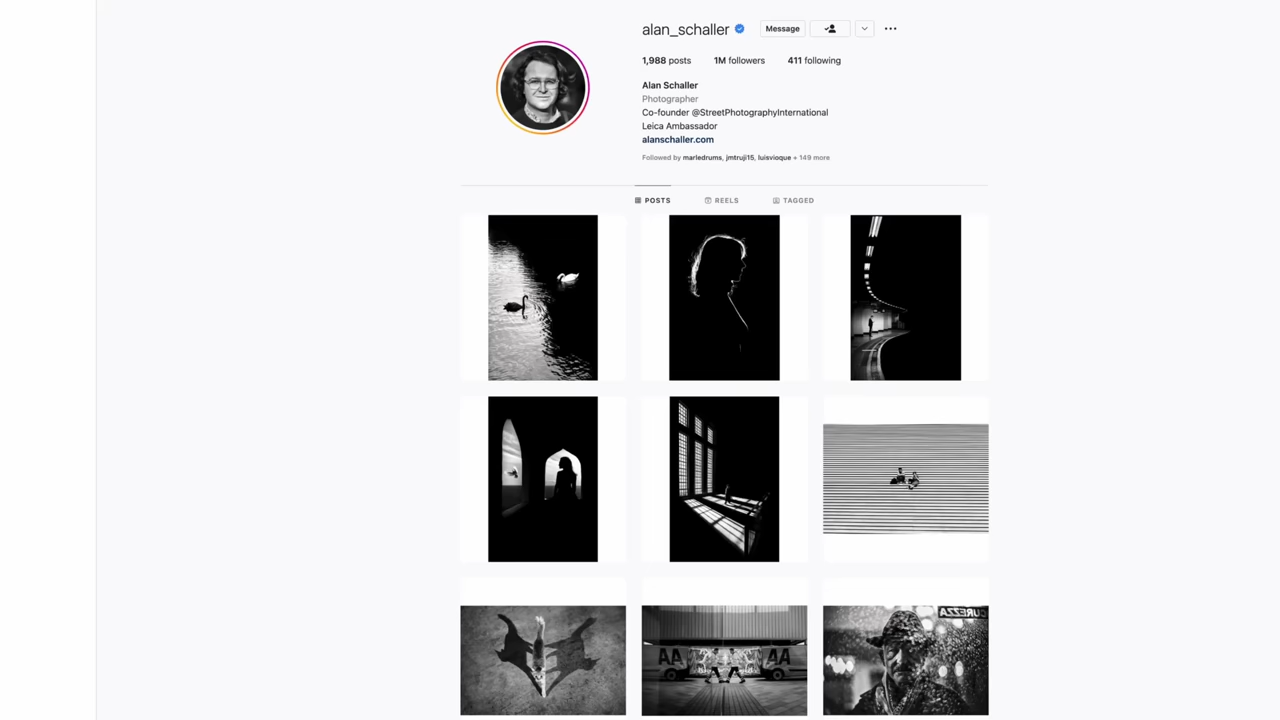 alan_schaller Message
1,988 posts 1M followers 411 following
Alan Schaller
Photographer
Co-founder @StreetPhotographyInternational
Leica Ambassador
alanschaller.com
Followed by marledrums, jmtruji15, luisvioque + 149 more
POSTS REELS TAGGED
AA AA
CUREZZA